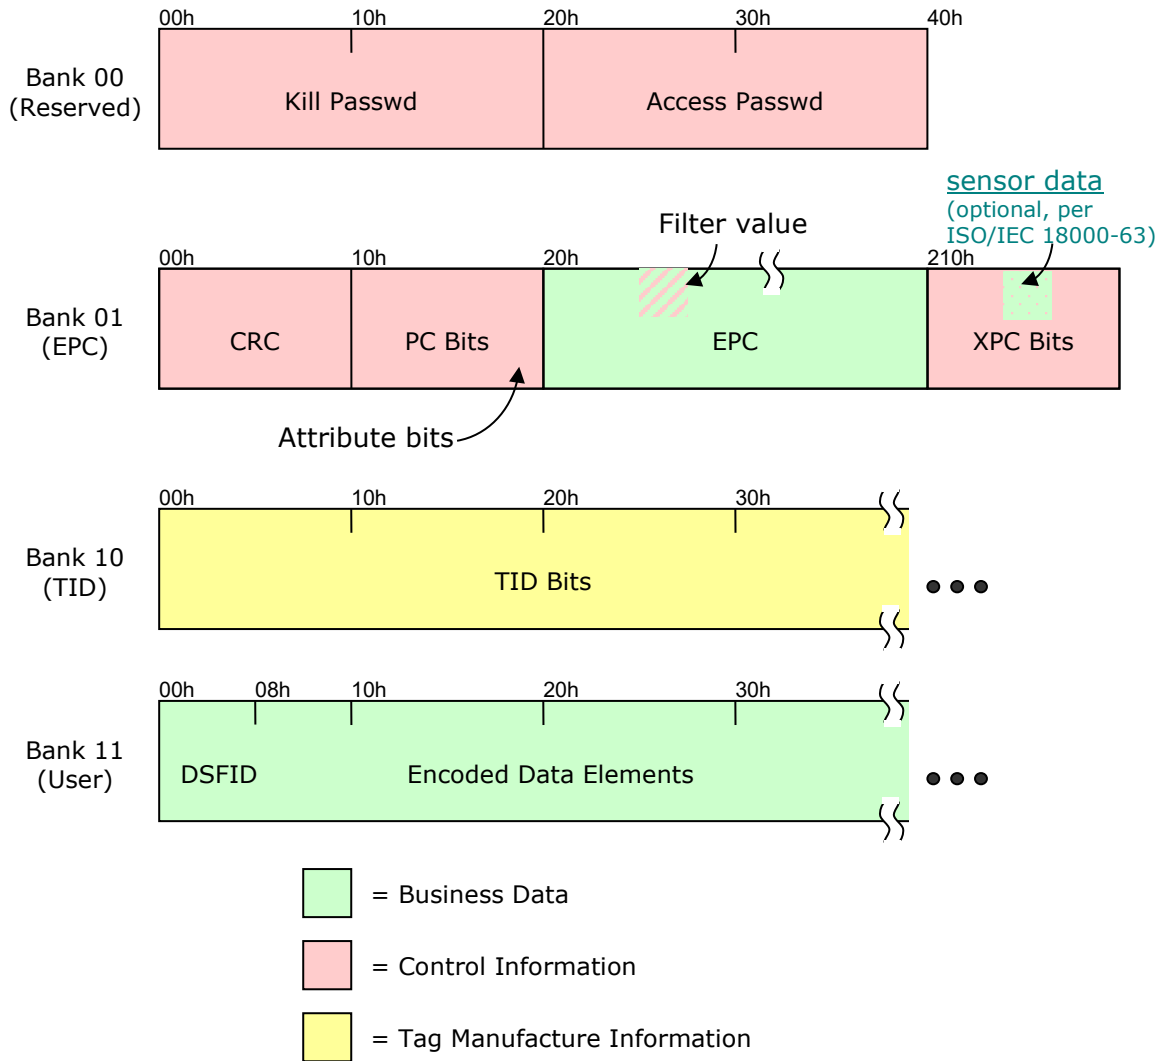 00h 10h 20h 30h 40h
Bank 00
(Reserved)
Kill Passwd
Access Passwd
sensor data
(optional, per
ISO/IEC 18000-63)
Filter value
00h 10h 20h 210h
Bank 01
(EPC)
CRC
PC Bits
EPC
XPC Bits
Attribute bits
00h 10h 20h 30h
Bank 10
(TID)
TID Bits
00h 08h 10h 20h 30h
Bank 11
(User)
DSFID
Encoded Data Elements
= Business Data
= Control Information
= Tag Manufacture Information